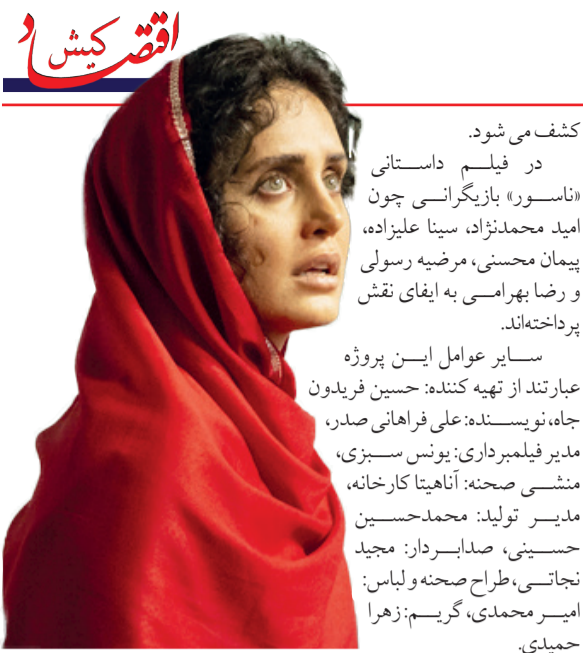 اقتصاد کیش
کشف می شود.
در فیلم داستانی
«ناسور» بازیگرانی چون
امید محمدنژاد، سینا علیزاده،
پیمان محسنی، مرضیه رسولی
و رضا بهرامی به ایفای نقش
پرداخته‌اند.
سایر عوامل این پروژه
عبارتند از تهیه کننده: حسین فریدون
جاه، نویسنده: علی فراهانی صدر،
مدیر فیلمبرداری: یونس سبزی،
منشی صحنه: آناهیتا کارخانه،
مدیر تولید: محمدحسین
حسینی، صدابردار: مجید
نجاتی، طراح صحنه و لباس:
امیر محمدی، گریم: زهرا
حمیدی.